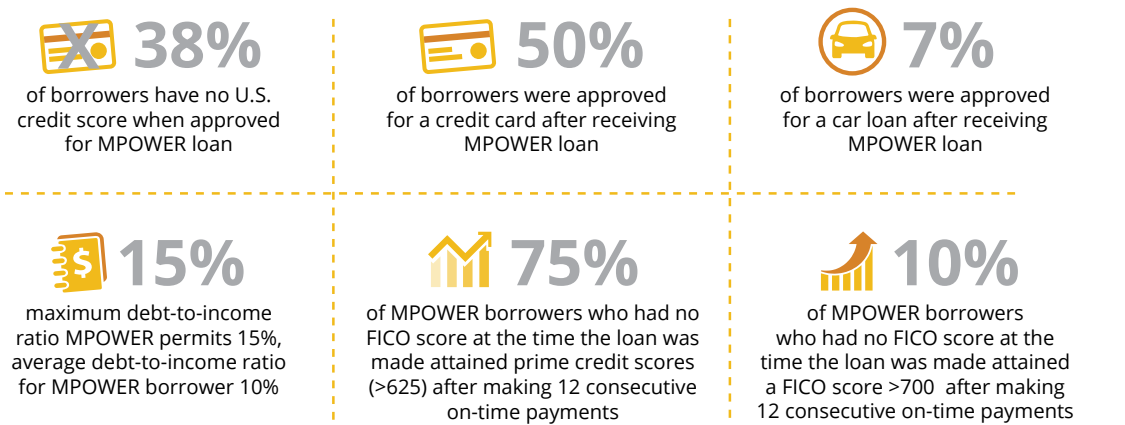 X 38%
of borrowers have no U.S.
credit score when approved
for MPOWER loan
50%
of borrowers were approved
for a credit card after receiving
MPOWER loan
7%
of borrowers were approved
for a car loan after receiving
MPOWER loan
$ 15%
maximum debt-to-income
ratio MPOWER permits 15%,
average debt-to-income ratio
for MPOWER borrower 10%
75%
of MPOWER borrowers who had no
FICO score at the time the loan was
made attained prime credit scores
(>625) after making 12 consecutive
on-time payments
10%
of MPOWER borrowers
who had no FICO score at the
time the loan was made attained
a FICO score >700 after making
12 consecutive on-time payments